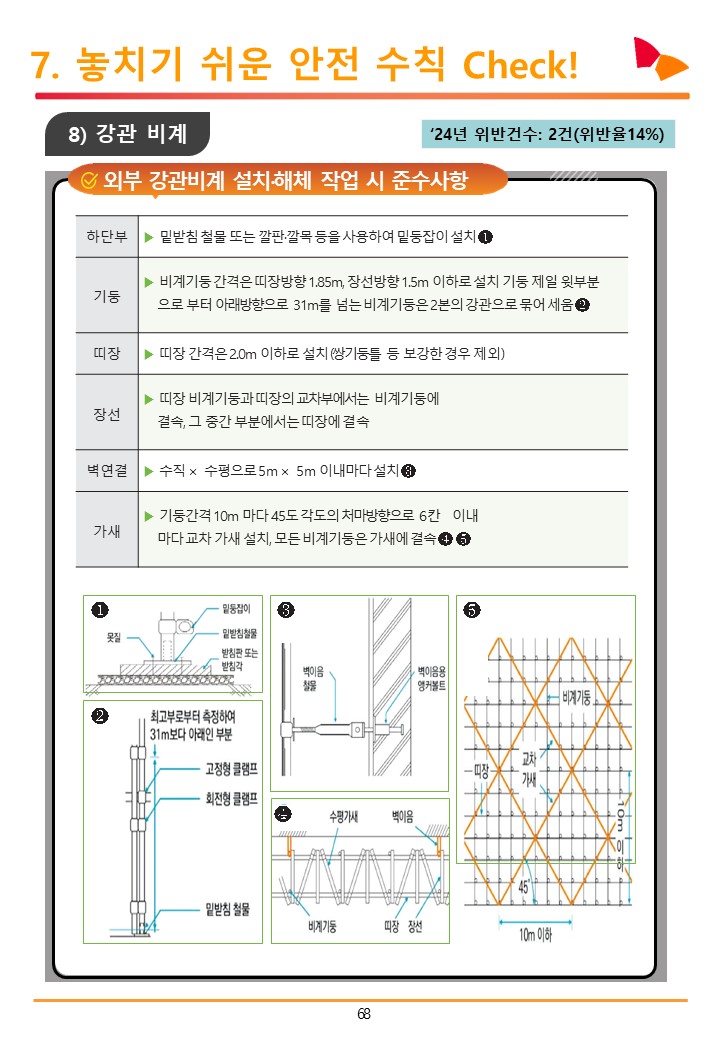 7. 놓치기 쉬운 안전 수칙 Check!
8) 강관 비계
‘24년 위반건수: 2건(위반율14%)
외부 강관비계 설치·해체 작업 시 준수사항
하단부
▶ 밑받침 철물 또는 깔판·깔목 등을 사용하여 밑둥잡이 설치 ❶
기둥
▶ 비계기둥 간격은 띠장방향 1.85m, 장선방향 1.5m 이하로 설치 기둥 제일 윗부분
으로 부터 아래방향으로 31m를 넘는 비계기둥은 2본의 강관으로 묶어 세움 ❷
띠장
▶ 띠장 간격은 2.0m 이하로 설치 (쌍기둥틀 등 보강한 경우 제외)
장선
▶ 띠장 비계기둥과 띠장의 교차부에서는 비계기둥에
결속, 그 중간 부분에서는 띠장에 결속
벽연결
▶ 수직 × 수평으로 5m × 5m 이내마다 설치 ❸
가새
▶ 기둥간격 10m 마다 45도 각도의 처마방향으로 6칸 이내
마다 교차 가새 설치, 모든 비계기둥은 가새에 결속 ❹ ❺
❶
밑둥잡이
못질
밑받침철물
받침판 또는
받침각
❷
최고부로부터 측정하여
31m보다 아래인 부분
고정형 클램프
회전형 클램프
밑받침 철물
❸
벽이음
철물
벽이음용
앵커볼트
❹
수평가새
벽이음
비계기둥
띠장
장선
❺
비계기둥
띠장
교차
가새
10m 이하
45°
10m 이하
68